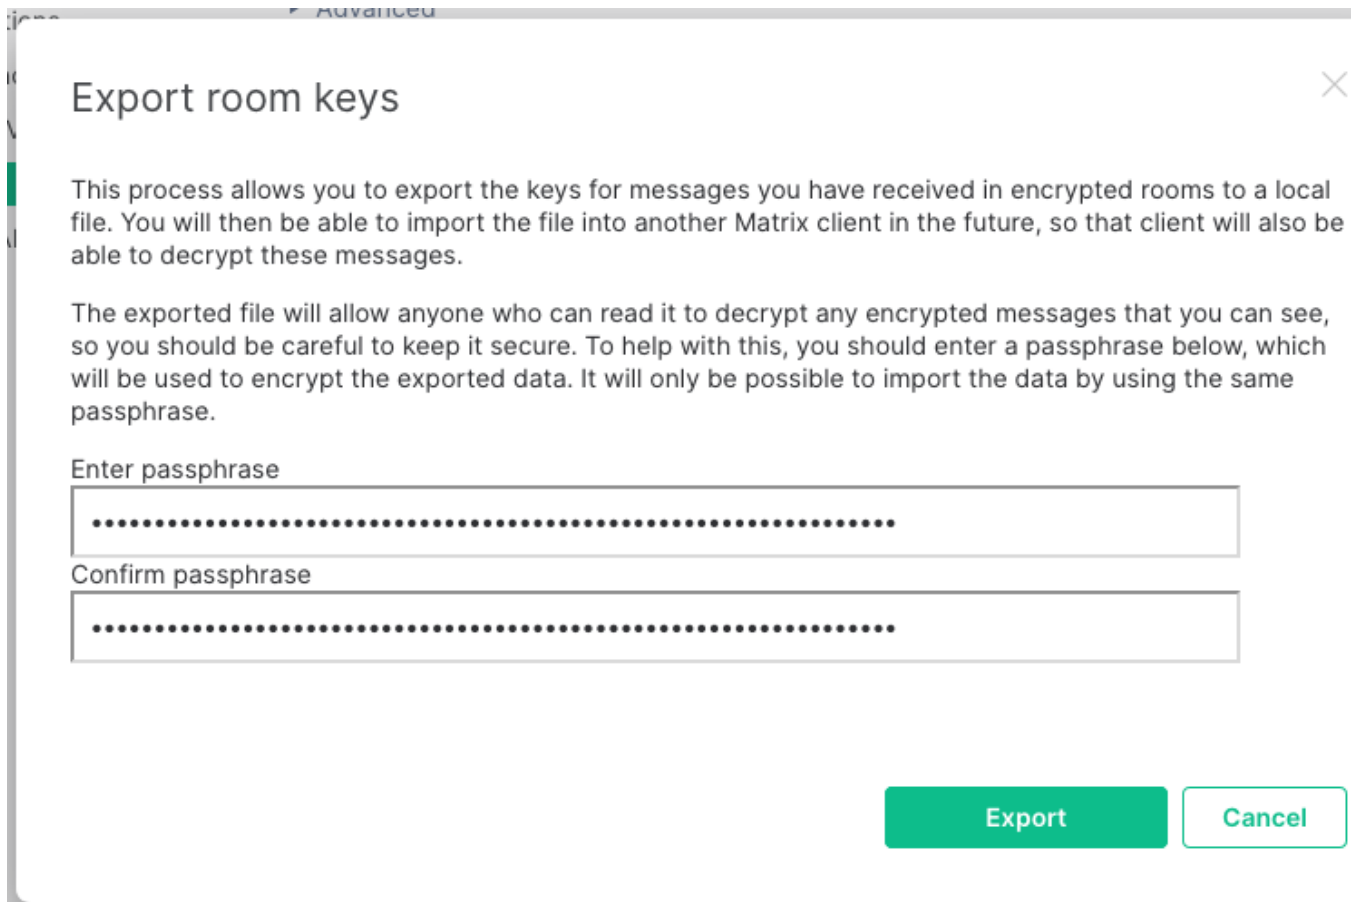 Advanced
Export room keys
This process allows you to export the keys for messages you have received in encrypted rooms to a local
file. You will then be able to import the file into another Matrix client in the future, so that client will also be
able to decrypt these messages.
The exported file will allow anyone who can read it to decrypt any encrypted messages that you can see,
so you should be careful to keep it secure. To help with this, you should enter a passphrase below, which
will be used to encrypt the exported data. It will only be possible to import the data by using the same
passphrase.
Enter passphrase
Confirm passphrase
Export Cancel